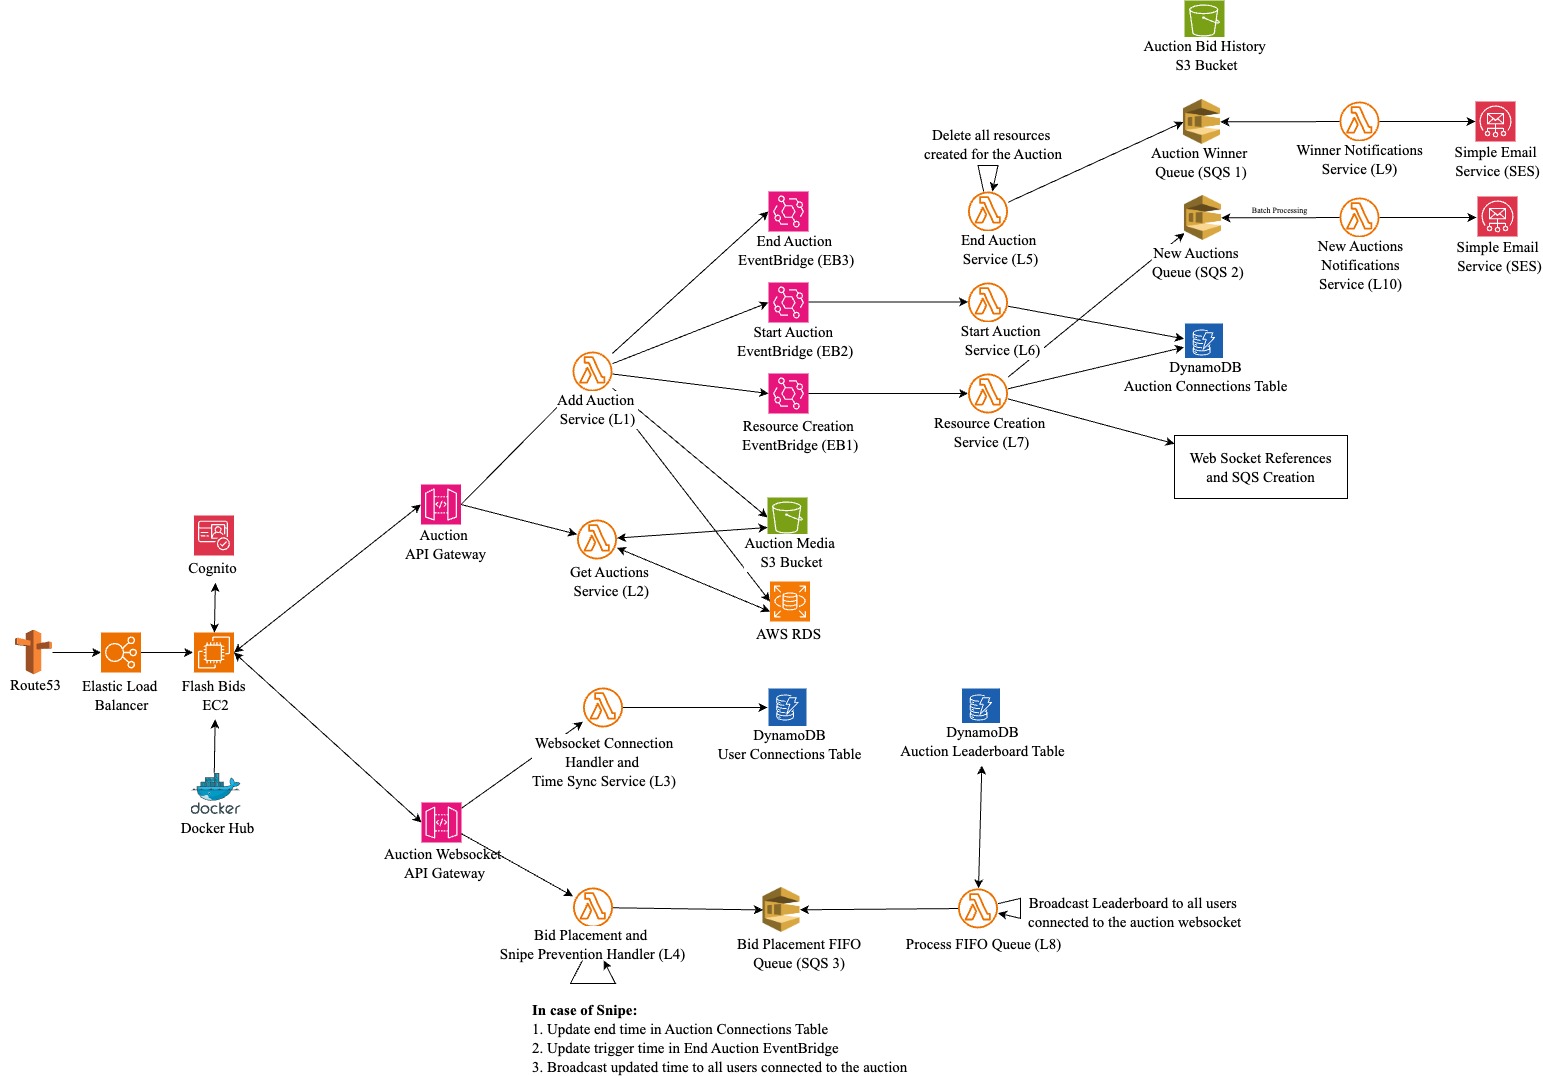 Auction Bid History
S3 Bucket
Delete all resources
created for the Auction
Auction Winner
Queue (SQS 1)
Winner Notifications
Service (L9)
Simple Email
Service (SES)
End Auction
EventBridge (EB3)
End Auction
Service (L5)
Batch Processing
New Auctions
Queue (SQS 2)
New Auctions
Notifications
Service (L10)
Simple Email
Service (SES)
Start Auction
EventBridge (EB2)
Start Auction
Service (L6)
DynamoDB
Auction Connections Table
Add Auction
Service (L1)
Resource Creation
EventBridge (EB1)
Resource Creation
Service (L7)
Web Socket References
and SQS Creation
Auction
API Gateway
Cognito
Get Auctions
Service (L2)
Auction Media
S3 Bucket
AWS RDS
Route53
Elastic Load
Balancer
Flash Bids
EC2
docker
Docker Hub
Websocket Connection
Handler and
Time Sync Service (L3)
DynamoDB
User Connections Table
DynamoDB
Auction Leaderboard Table
Auction Websocket
API Gateway
Bid Placement and
Snipe Prevention Handler (L4)
Bid Placement FIFO
Queue (SQS 3)
Process FIFO Queue (L8)
Broadcast Leaderboard to all users
connected to the auction websocket
In case of Snipe:
1. Update end time in Auction Connections Table
2. Update trigger time in End Auction EventBridge
3. Broadcast updated time to all users connected to the auction